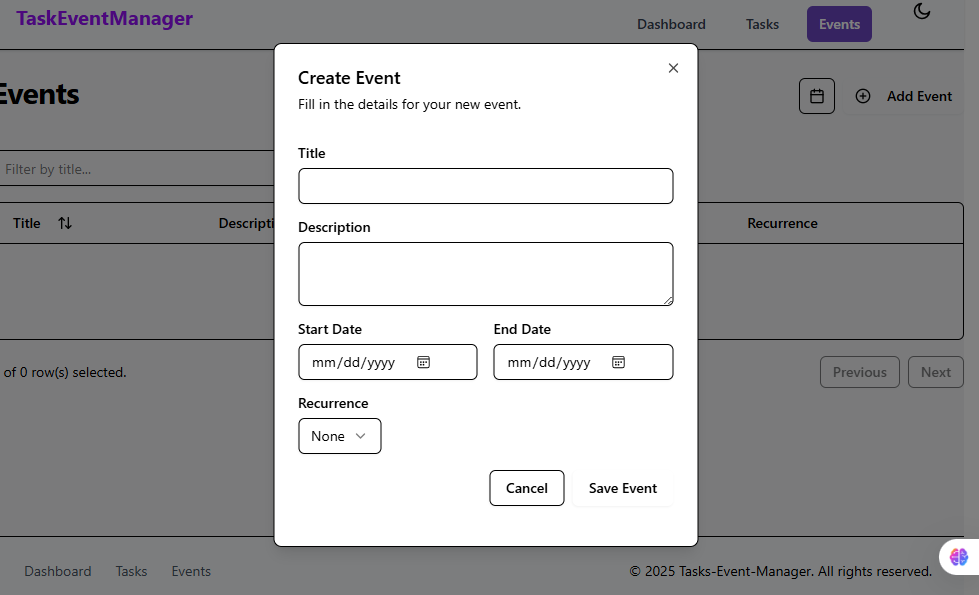 TaskEventManager
Dashboard Tasks Events
Create Event
Fill in the details for your new event.
Events
Add Event
Title
Filter by title...
Title Recurrence
Description
Start Date End Date
mm/dd/yyyy mm/dd/yyyy
of 0 row(s) selected.
Previous Next
Recurrence
None
Cancel Save Event
Dashboard Tasks Events
© 2025 Tasks-Event-Manager. All rights reserved.